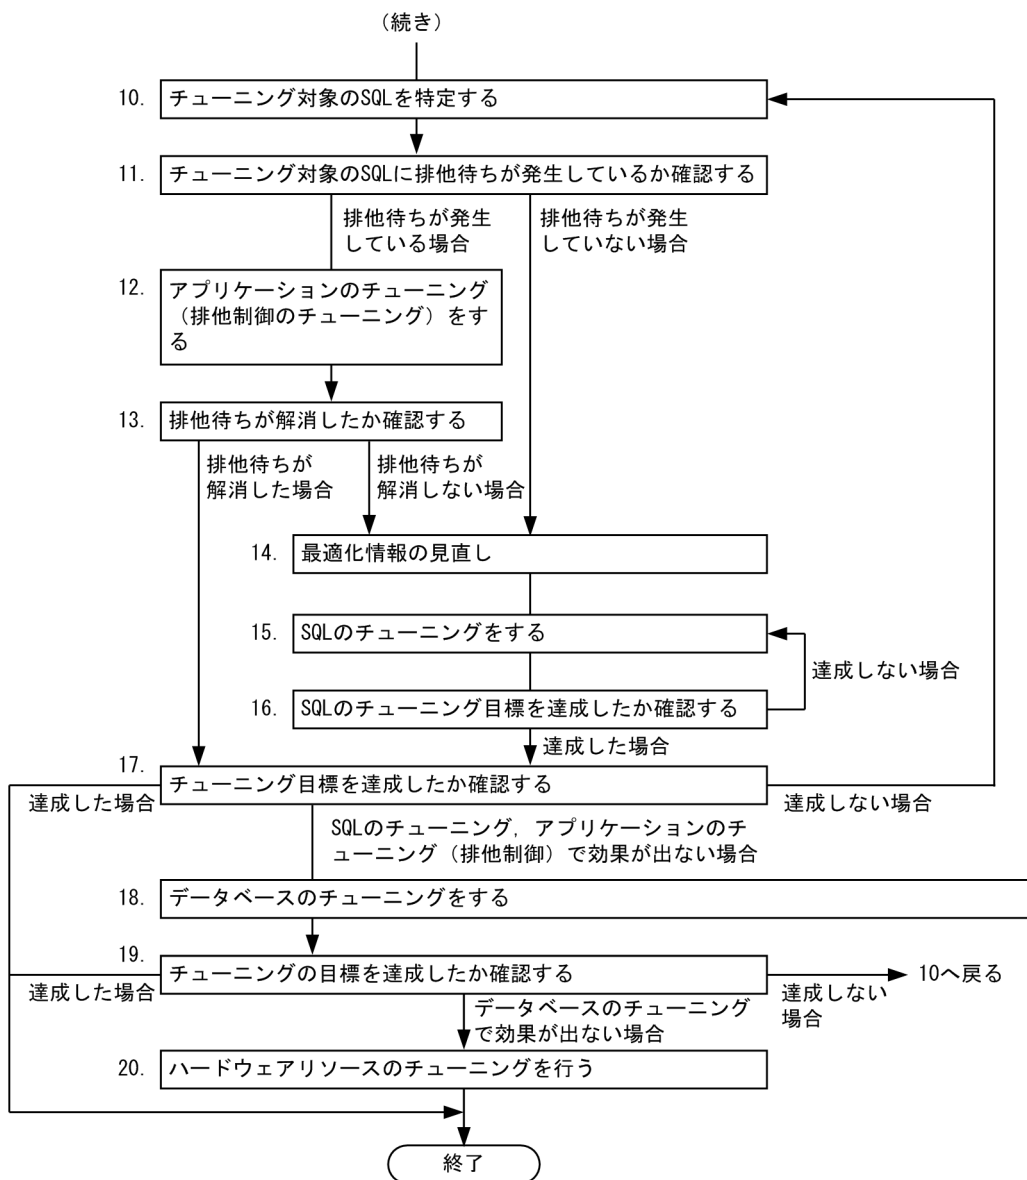 (続き)
10.
チューニング対象のSQLを特定する
11.
チューニング対象のSQLに排他待ちが発生しているか確認する
排他待ちが発生
している場合
排他待ちが発生
していない場合
12.
アプリケーションのチューニング
(排他制御のチューニング)をす
る
13.
排他待ちが解消したか確認する
排他待ちが
解消した場合
排他待ちが
解消しない場合
14.
最適化情報の見直し
15.
SQLのチューニングをする
達成しない場合
16.
SQLのチューニング目標を達成したか確認する
達成した場合
17.
チューニング目標を達成したか確認する
達成した場合
達成しない場合
SQLのチューニング,アプリケーションのチ
ューニング(排他制御)で効果が出ない場合
18.
データベースのチューニングをする
19.
チューニングの目標を達成したか確認する
10へ戻る
達成した場合
達成しない
場合
データベースのチューニング
で効果が出ない場合
20.
ハードウェアリソースのチューニングを行う
終了